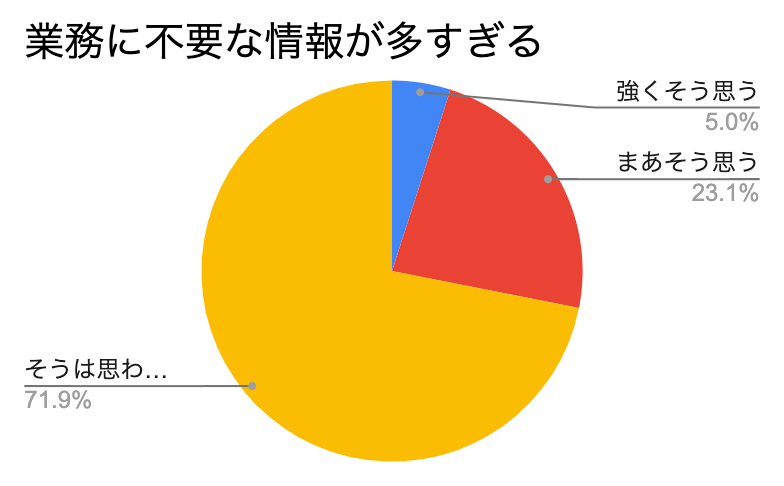 業務に不要な情報が多すぎる
強くそう思う
5.0%
まあそう思う
23.1%
そうは思わ...
71.9%